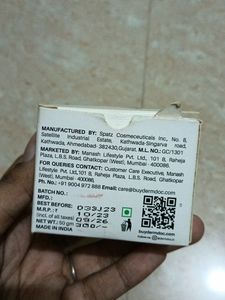 MANUFACTURED BY: Spatz Cosmeceuticals Inc, No. 8,
Satellite Industrial Estate, Kathwada-Singarva road,
Kathwada, Ahmedabad- 382430,Gujarat. M.L. NO.: GC/1301
MARKETED BY: Manash Lifestyle Pvt. Ltd., 101 B, Raheja
Plaza, L.B.S. Road, Ghatkopar (West), Mumbai - 400086.
FOR QUERIES CONTACT: Customer Care Executive, Manash
Lifestyle Pvt. Ltd., 101 B, Raheja Plaza, L.B.S. Road, Ghatkopar
(West), Mumbai - 400086.
Ph.: +91 9004 972 888 Email: care@buydermdoc.com
BATCH NO.:
MFD.: 033J23
BEST BEFORE: 10/23
M.R.P.: ₹ 09/26
(incl. of all taxes) 300/-
NET WT.: 50 gm
MADE IN INDIA
buydermdoc.com